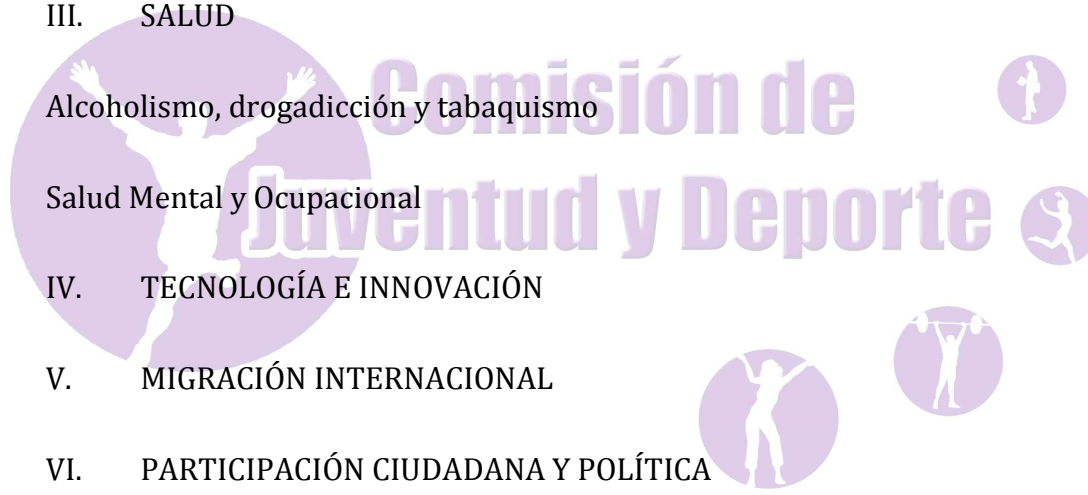 III. SALUD
Comisión de
Alcoholismo, drogadicción y tabaquismo
Salud Mental y Ocupacional
Juventud y Deporte
IV. TECNOLOGÍA E INNOVACIÓN
V. MIGRACIÓN INTERNACIONAL
VI. PARTICIPACIÓN CIUDADANA Y POLÍTICA